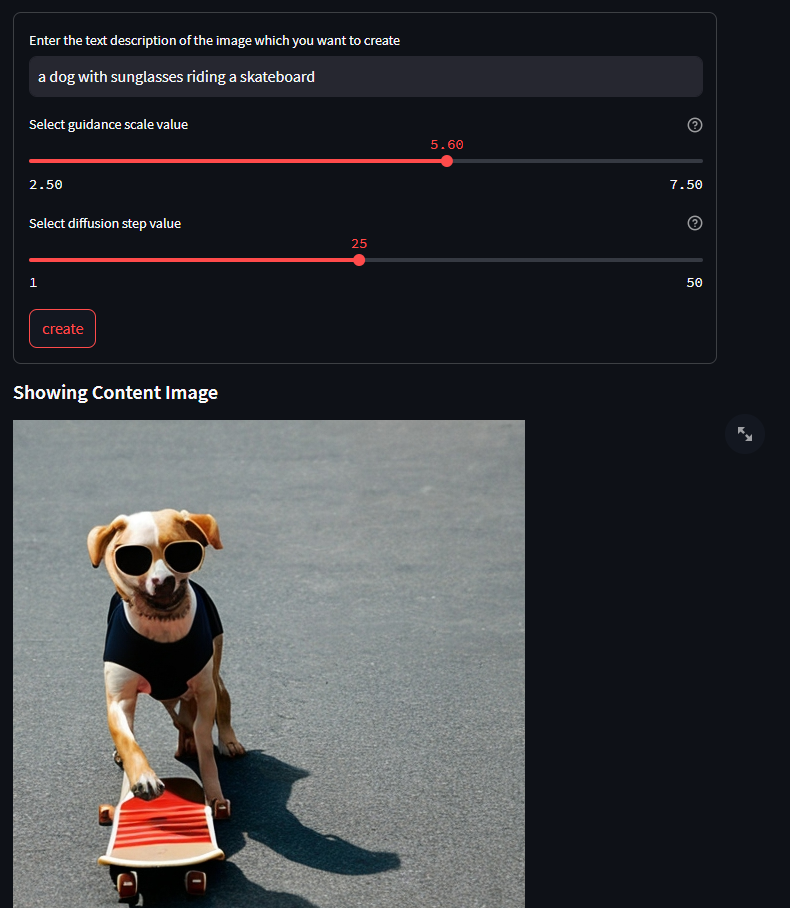 Enter the text description of the image which you want to create
a dog with sunglasses riding a skateboard
Select guidance scale value
5.60
2.50 7.50
Select diffusion step value
25
1 50
create
Showing Content Image